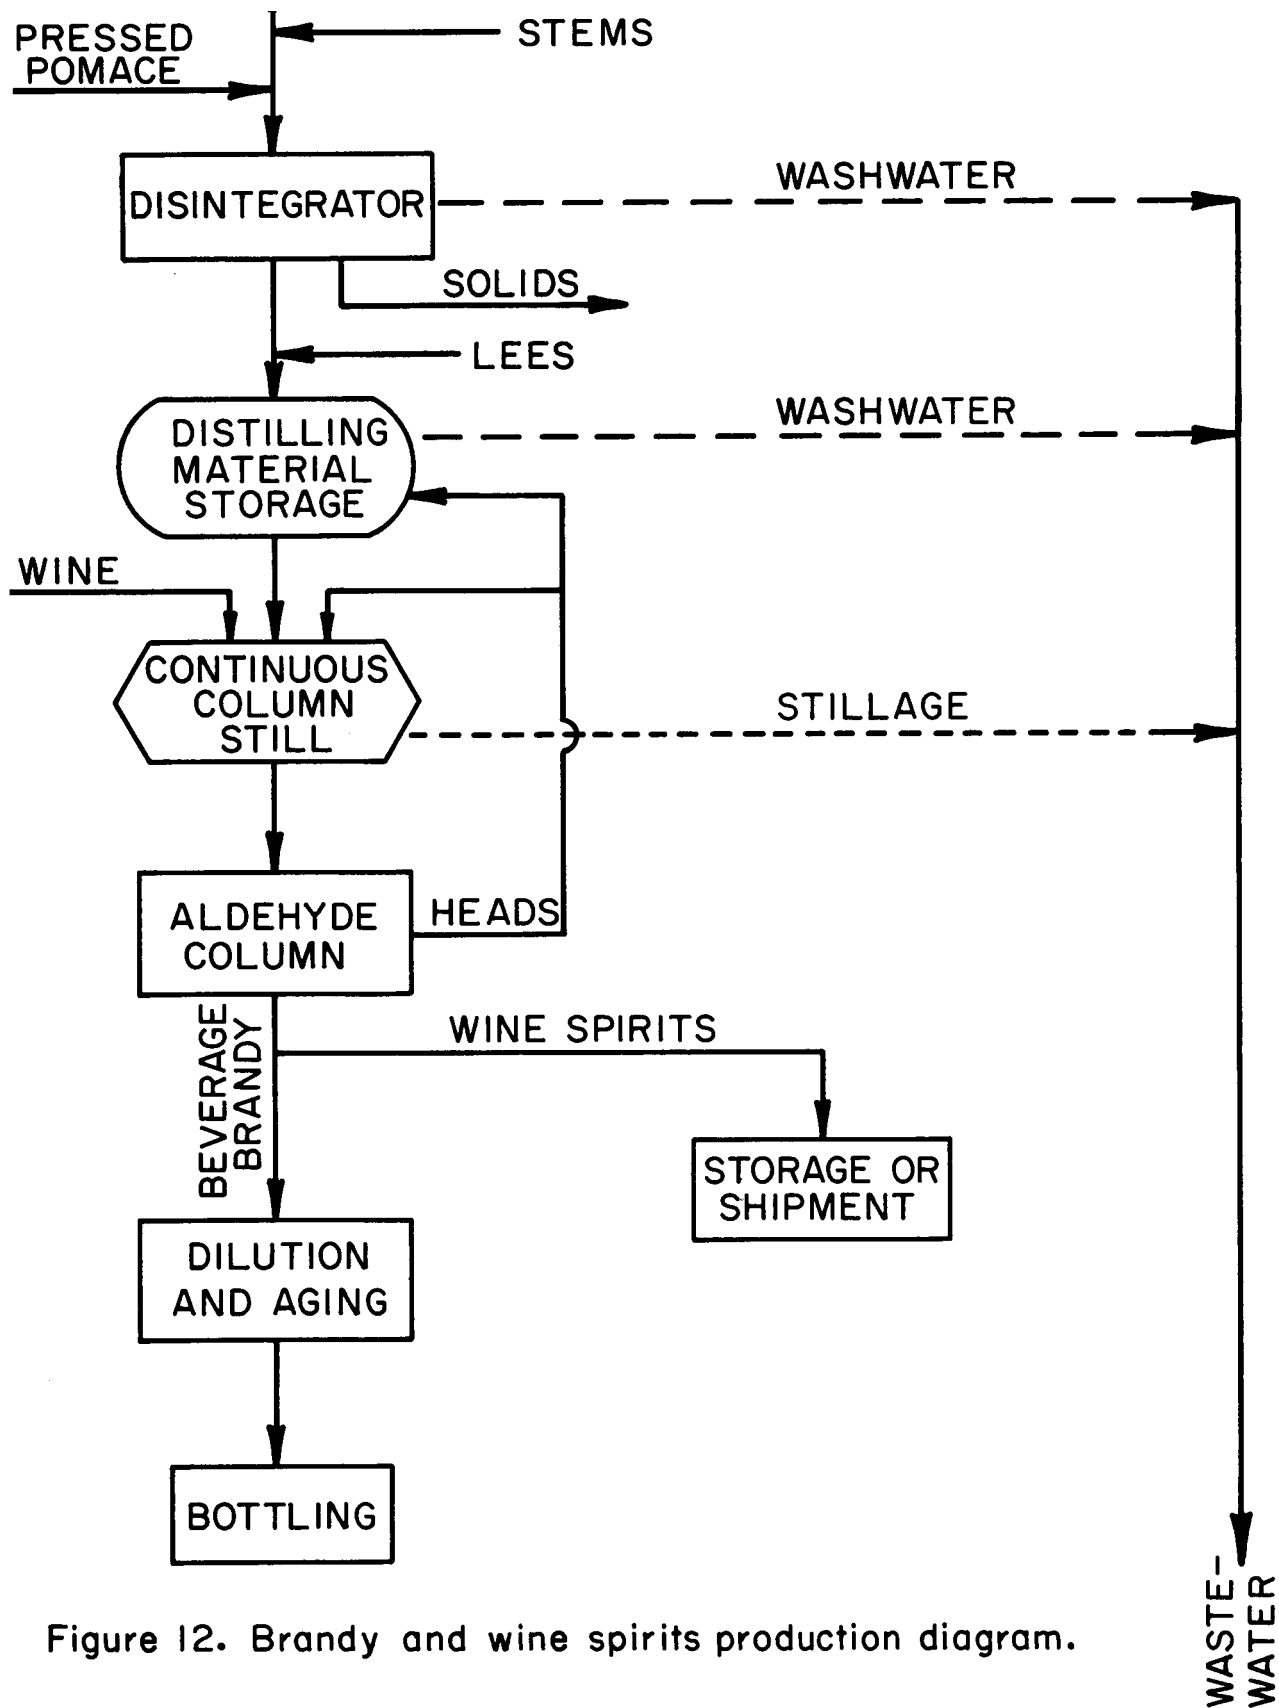 STEMS
PRESSED
POMACE
DISINTEGRATOR
WASHWATER
SOLIDS
LEES
DISTILLING
MATERIAL
STORAGE
WASHWATER
WINE
CONTINUOUS
COLUMN
STILL
STILLAGE
ALDEHYDE
COLUMN
HEADS
BEVERAGE
BRANDY
WINE SPIRITS
STORAGE OR
SHIPMENT
DILUTION
AND AGING
BOTTLING
WASTE-
WATER
Figure 12. Brandy and wine spirits production diagram.